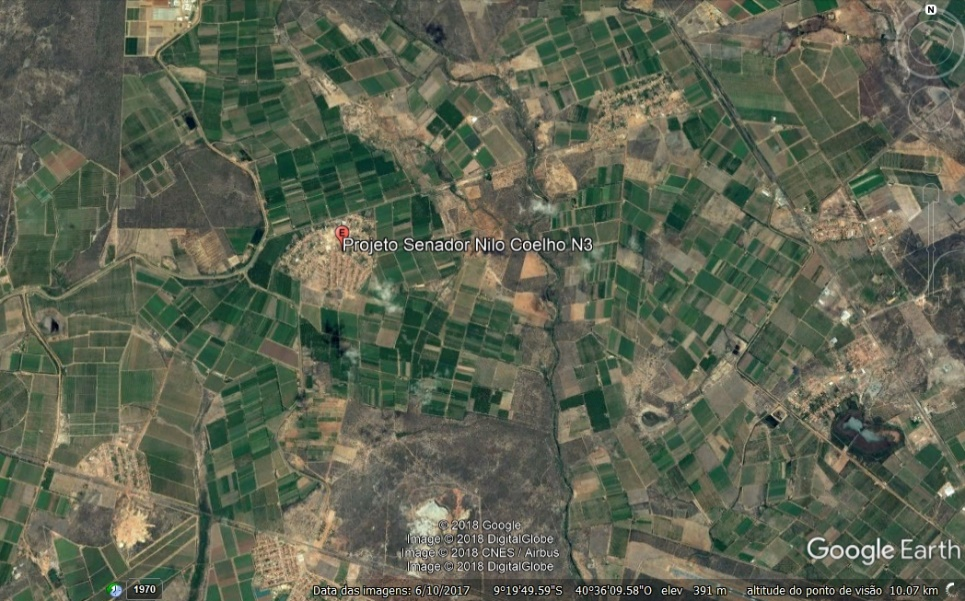 N
E
Projeto Senador Nilo Coelho N3
© 2018 Google
Image © 2018 DigitalGlobe
Image © 2018 CNES / Airbus
Image © 2018 DigitalGlobe
Google Earth
1970
Data das imagens: 6/10/2017 9°19'49.59"S 40°36'09.58"O elev 391 m altitude do ponto de visão 10.07 km